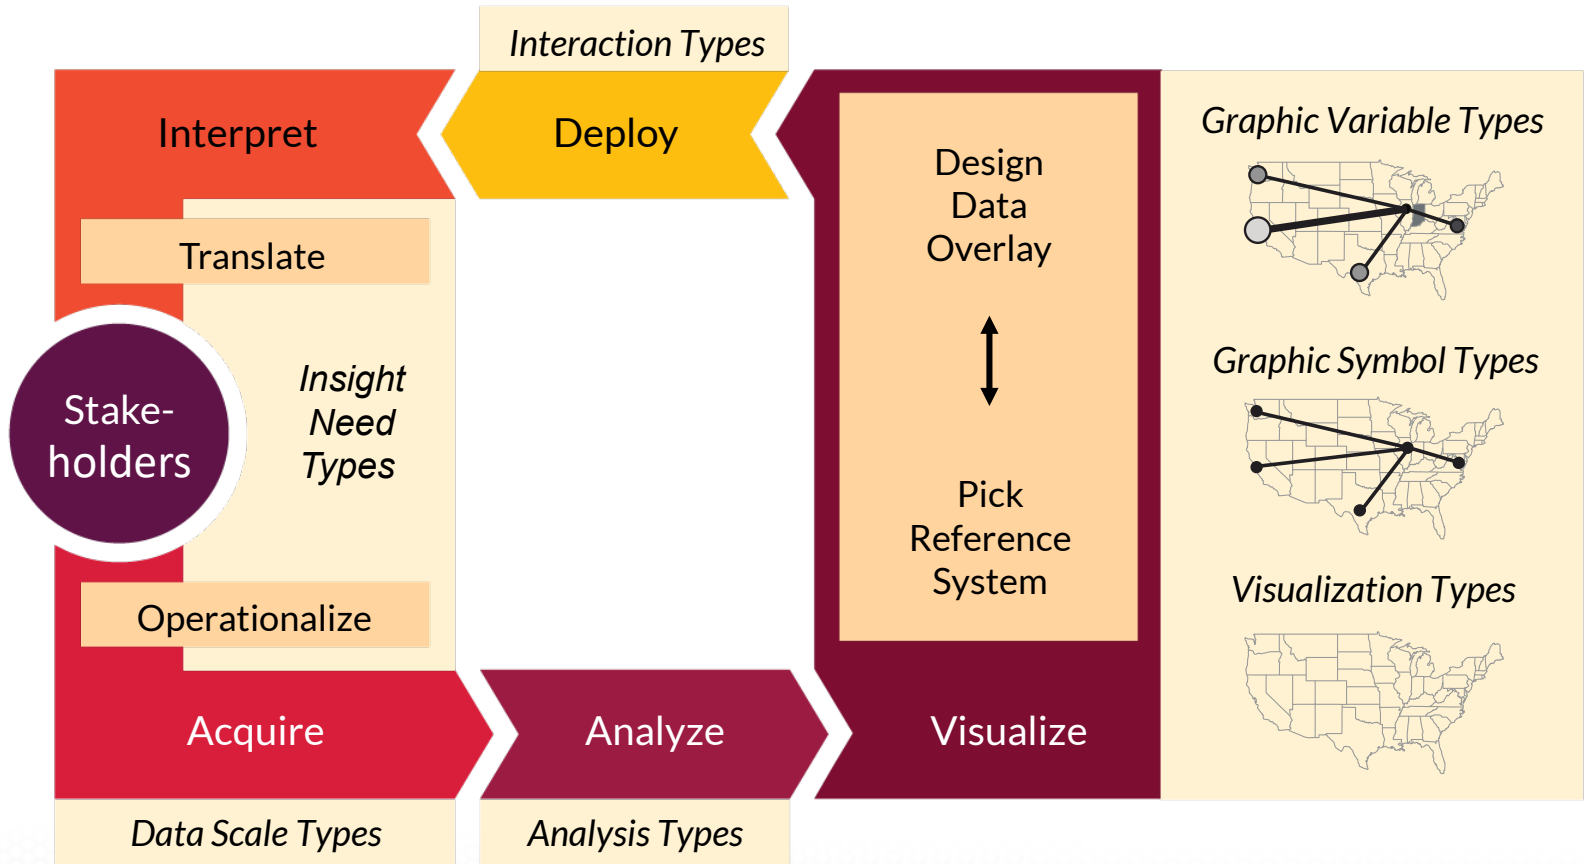 Interaction Types
Interpret
Deploy
Translate
Stake-
holders
Insight
Need
Types
Operationalize
Acquire
Analyze
Visualize
Data Scale Types
Analysis Types
Design
Data
Overlay
Pick
Reference
System
Graphic Variable Types
Graphic Symbol Types
Visualization Types